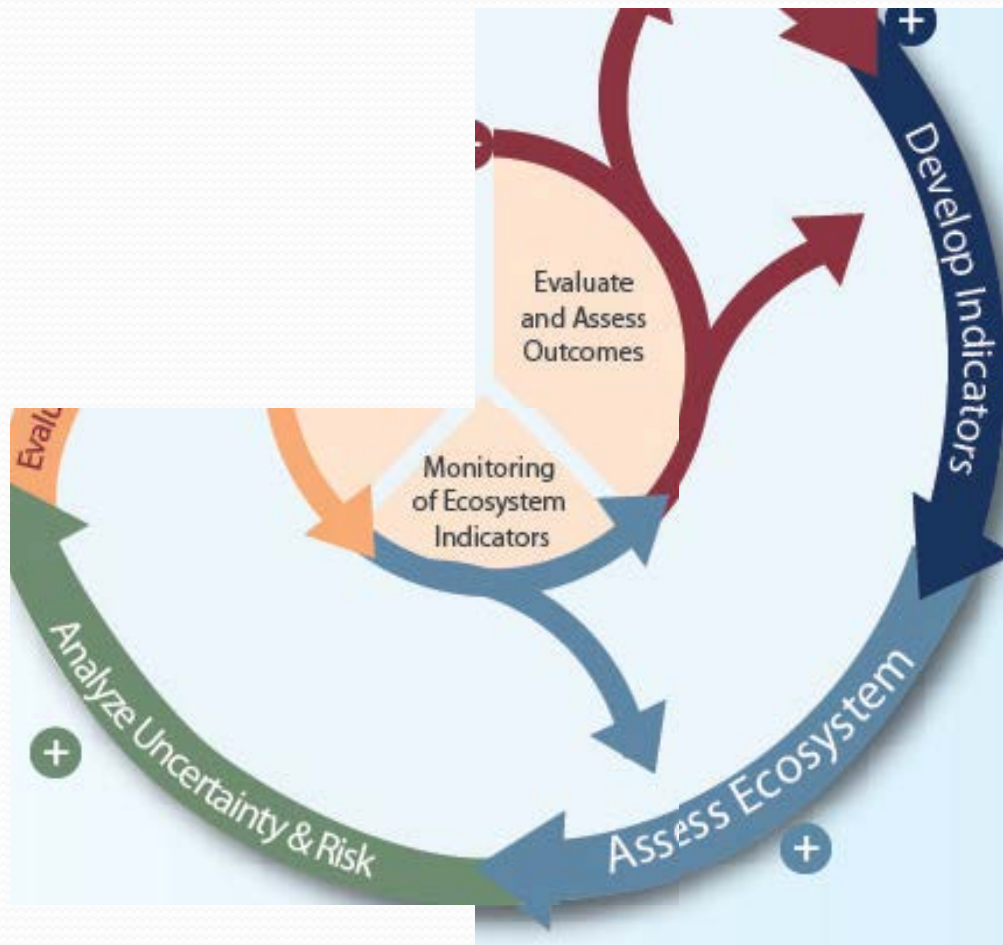 Develop Indicators
Evaluate
and Assess
Outcomes
Monitoring
of Ecosystem
Indicators
Assess Ecosystem
Analyze Uncertainty & Risk